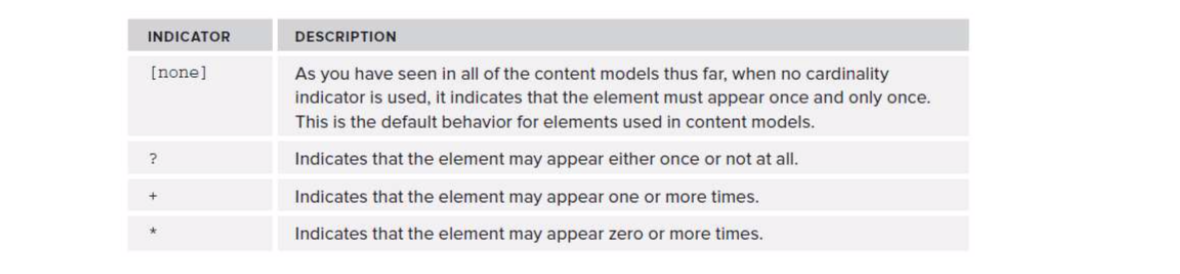 INDICATOR DESCRIPTION
[none] As you have seen in all of the content models thus far, when no cardinality
indicator is used, it indicates that the element must appear once and only once.
This is the default behavior for elements used in content models.
? Indicates that the element may appear either once or not at all.
+ Indicates that the element may appear one or more times.
* Indicates that the element may appear zero or more times.